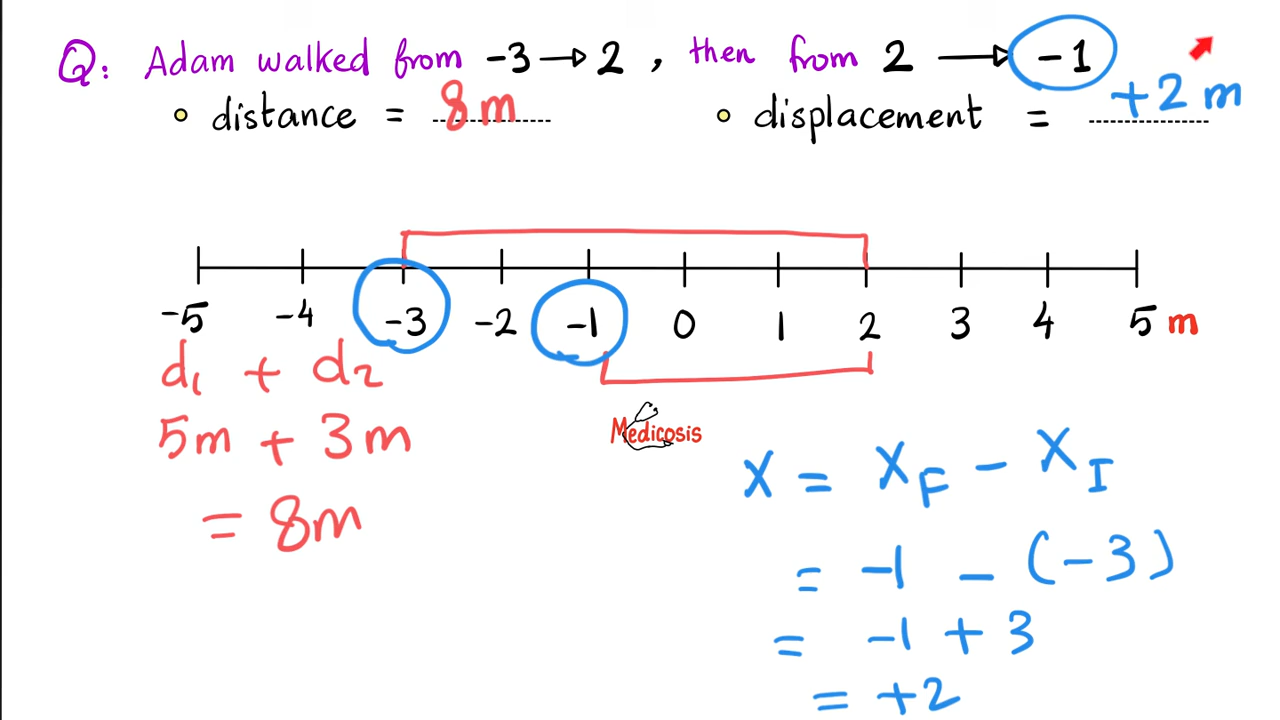 Q: Adam walked from -3 → 2 , then from 2 → -1
• distance = 8m • displacement = +2 m
-5 -4 -3 -2 -1 0 1 2 3 4 5 m
d1 + d2
5m + 3m
= 8m
Medicosis
X = XF - XI
= -1 - (-3)
= -1 + 3
= +2